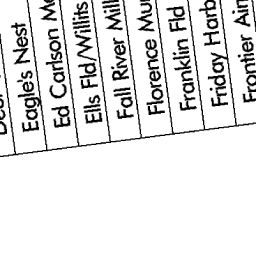 Eagle's Nest
Ed Carlson
Ells Fld/Willits
Fall River
Florence
Franklin Fld
Friday
Frontier